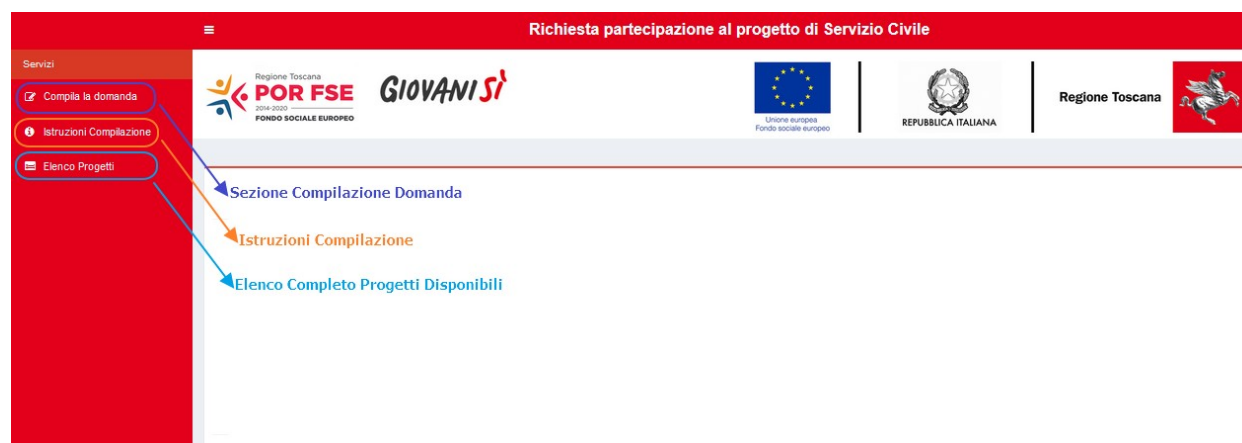 Richiesta partecipazione al progetto di Servizio Civile
Servizi
Compila la domanda
Istruzioni Compilazione
Elenco Progetti
Regione Toscana
POR FSE
2014-2020
FONDO SOCIALE EUROPEO
GIOVANISÌ
Unione europea
Fondo sociale europeo
REPUBBLICA ITALIANA
Regione Toscana
Sezione Compilazione Domanda
Istruzioni Compilazione
Elenco Completo Progetti Disponibili